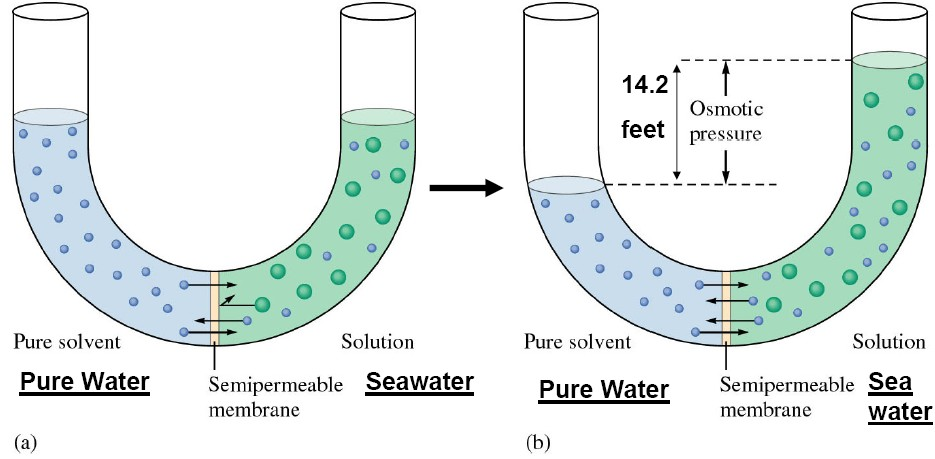 14.2
feet
Osmotic
pressure
Pure solvent
Solution
Pure Water
Semipermeable
membrane
Seawater
(a)
Pure solvent
Solution
Pure Water
Semipermeable
membrane
Sea
water
(b)